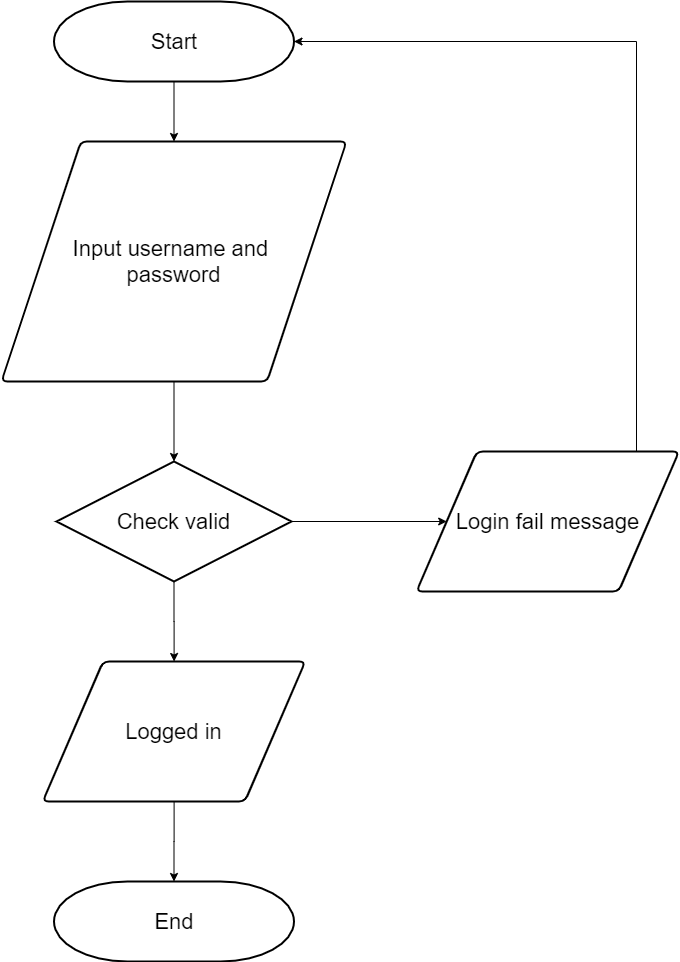 Start
Input username and
password
Check valid
Login fail message
Logged in
End